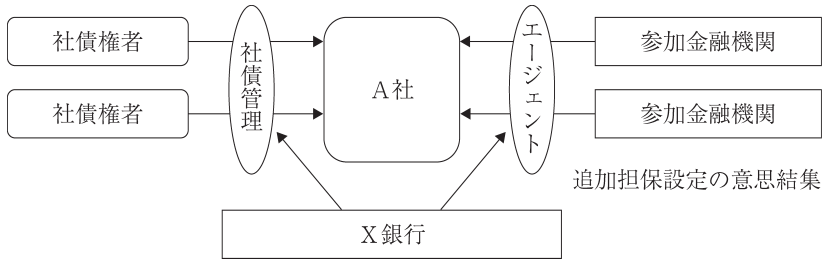 社債権者
社債権者
社債管理
A社
エージェント
参加金融機関
参加金融機関
追加担保設定の意思結集
X銀行